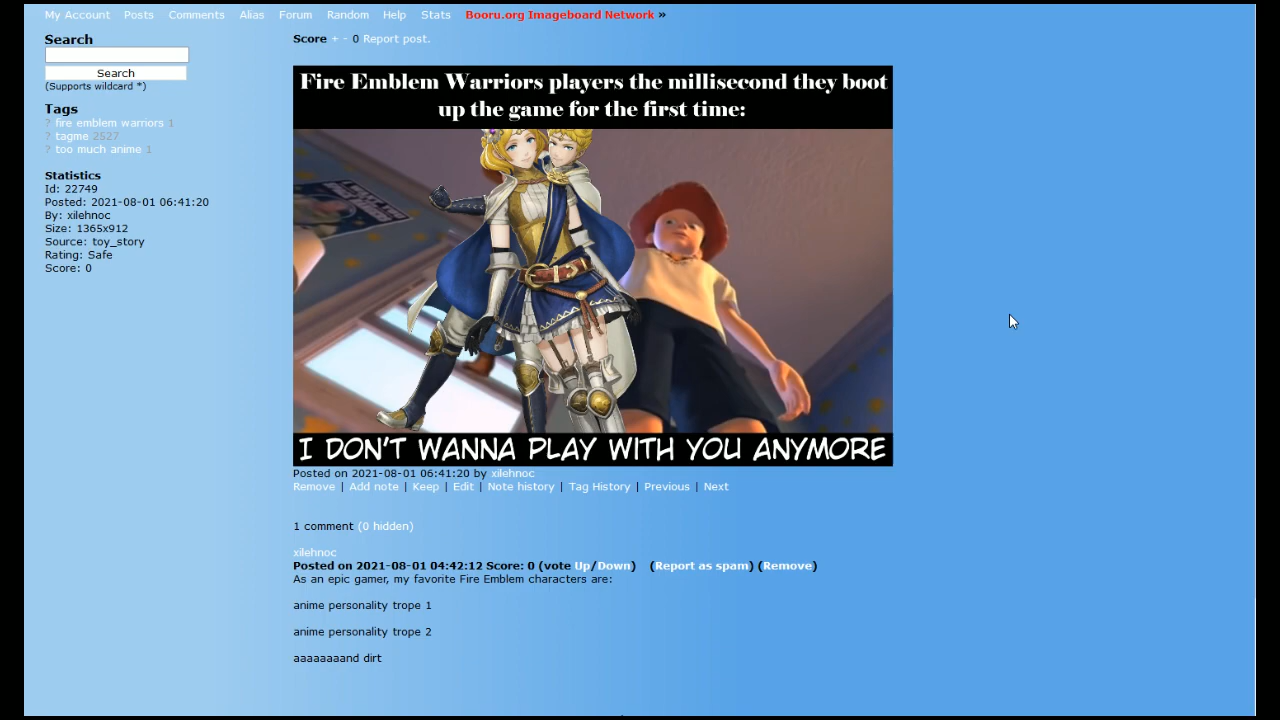 My Account Posts Comments Alias Forum Random Help Stats Booru.org Imageboard Network »
Search
Search
(Supports wildcard *)
Tags
? fire emblem warriors 1
? tagme 2527
? too much anime 1
Statistics
Id: 22749
Posted: 2021-08-01 06:41:20
By: xilehnoc
Size: 1365x912
Source: toy_story
Rating: Safe
Score: 0
Score + - 0 Report post.
Fire Emblem Warriors players the millisecond they boot
up the game for the first time:
I DON'T WANNA PLAY WITH YOU ANYMORE
Posted on 2021-08-01 06:41:20 by xilehnoc
Remove | Add note | Keep | Edit | Note history | Tag History | Previous | Next
1 comment (0 hidden)
xilehnoc
Posted on 2021-08-01 04:42:12 Score: 0 (vote Up/Down) (Report as spam) (Remove)
As an epic gamer, my favorite Fire Emblem characters are:
anime personality trope 1
anime personality trope 2
aaaaaaaand dirt